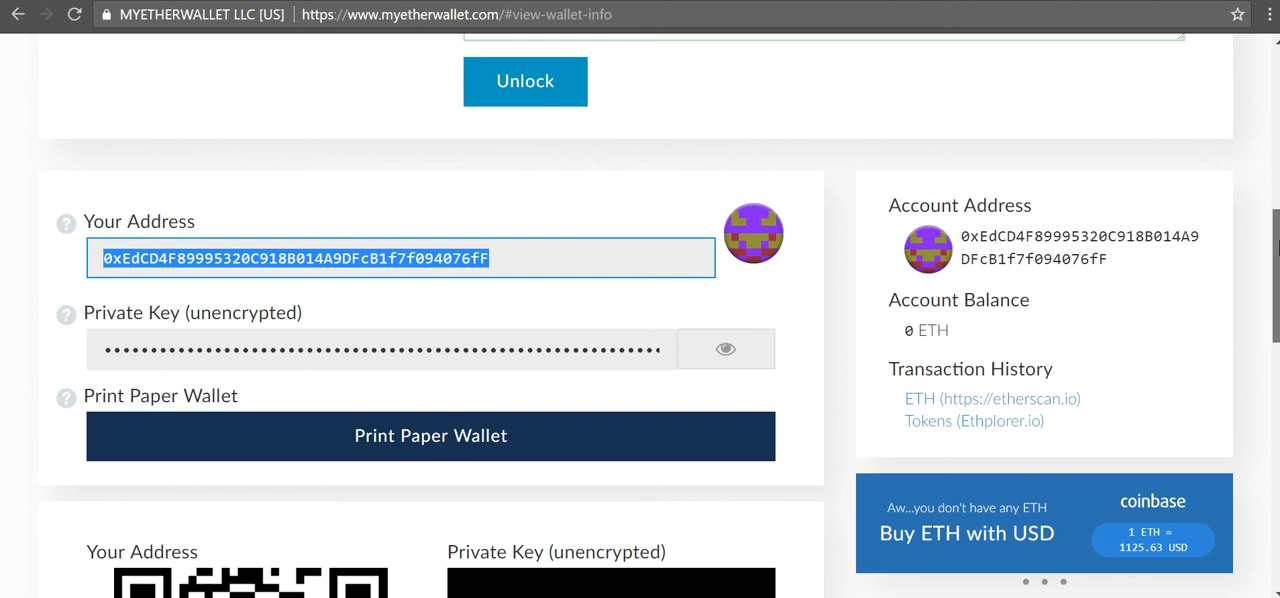 MYETHERWALLET LLC [US] https://www.myetherwallet.com/#view-wallet-info
Unlock
Your Address
0xEdCD4F89995320C918B014A9DFcB1f7f094076fF
Private Key (unencrypted)
Print Paper Wallet
Print Paper Wallet
Your Address
Private Key (unencrypted)
Account Address
0xEdCD4F89995320C918B014A9
DFcB1f7f094076fF
Account Balance
0 ETH
Transaction History
ETH (https://etherscan.io)
Tokens (Ethplorer.io)
Aw...you don't have any ETH
Buy ETH with USD
coinbase
1 ETH ≈
1125.63 USD